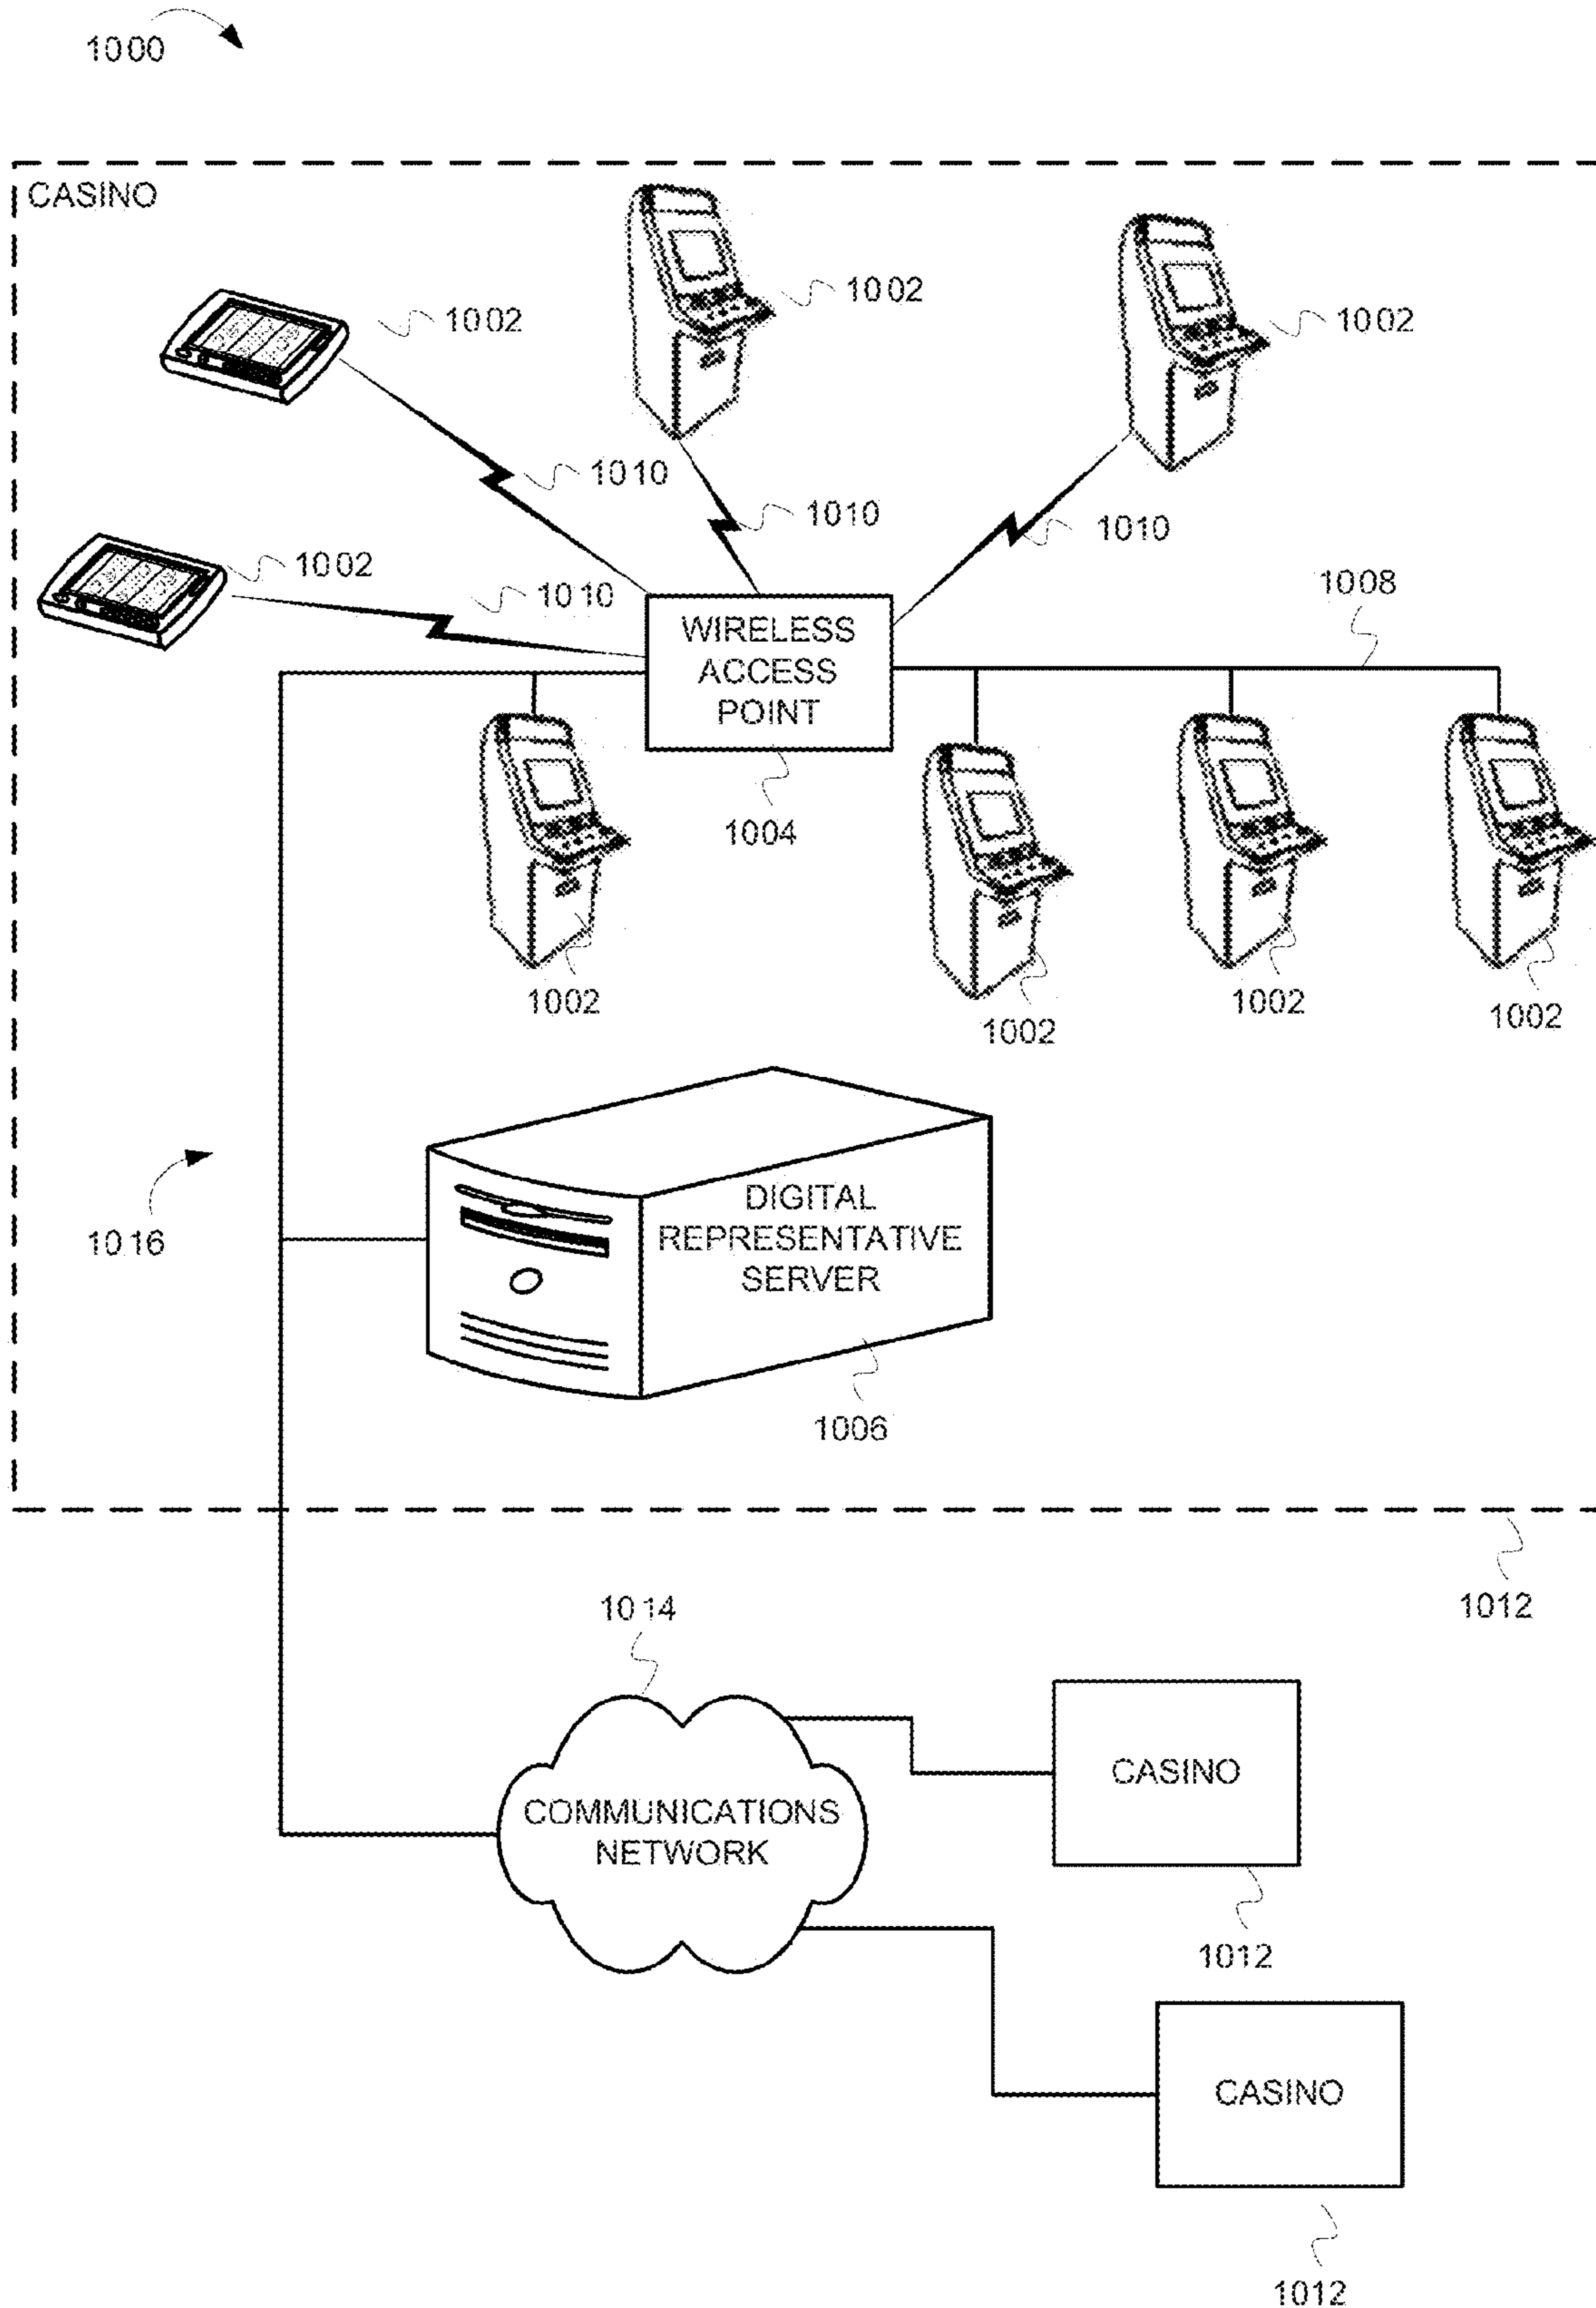 1000
CASINO
1002
1002
1002
1010
1010
1010
1002
1010
1008
WIRELESS
ACCESS
POINT
1004
1002
1002
1002
1002
DIGITAL
REPRESENTATIVE
SERVER
1016
1006
1012
1014
CASINO
COMMUNICATIONS
NETWORK
1012
CASINO
1012